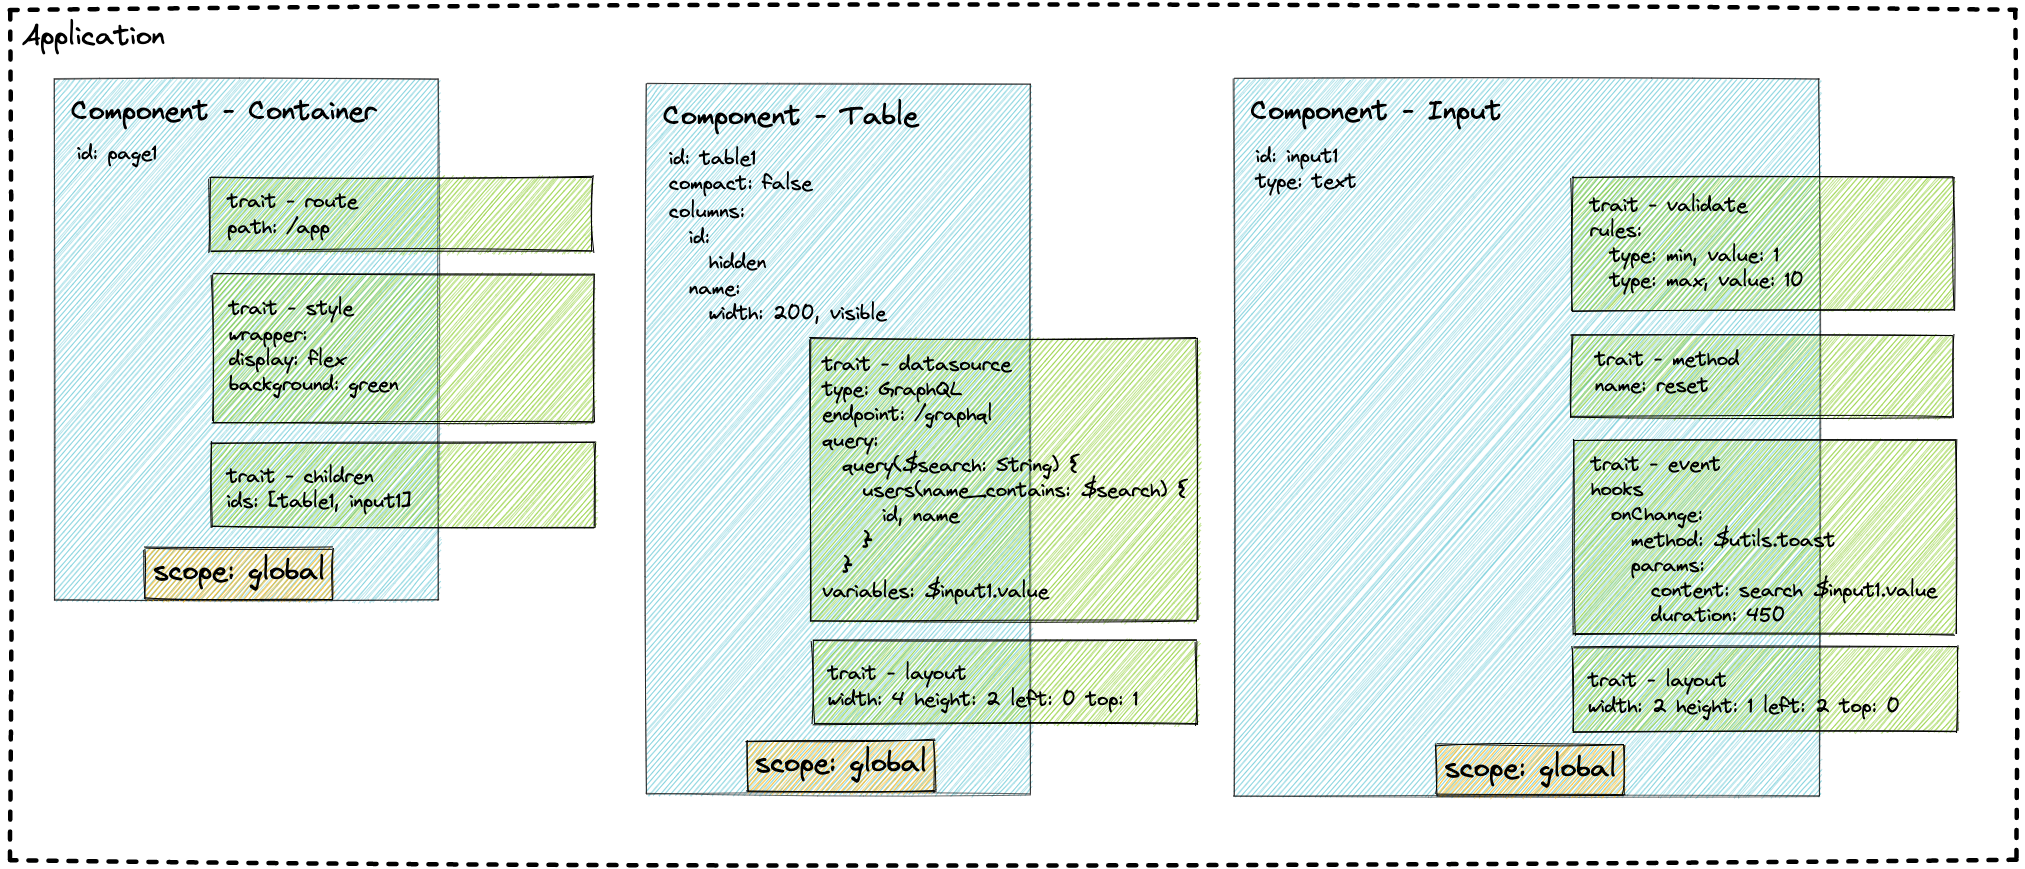 Application
Component - Container
id: page1
trait - route
path: /app
trait - style
wrapper:
display: flex
background: green
trait - children
ids: [table1, input1]
scope: global
Component - Table
id: table1
compact: false
columns:
id:
hidden
name:
width: 200, visible
trait - datasource
type: GraphQL
endpoint: /graphql
query:
query($search: String) {
users(name_contains: $search) {
id, name
}
}
variables: $input1.value
trait - layout
width: 4 height: 2 left: 0 top: 1
scope: global
Component - Input
id: input1
type: text
trait - validate
rules:
type: min, value: 1
type: max, value: 10
trait - method
name: reset
trait - event
hooks
onChange:
method: $utils.toast
params:
content: search $input1.value
duration: 450
trait - layout
width: 2 height: 1 left: 2 top: 0
scope: global